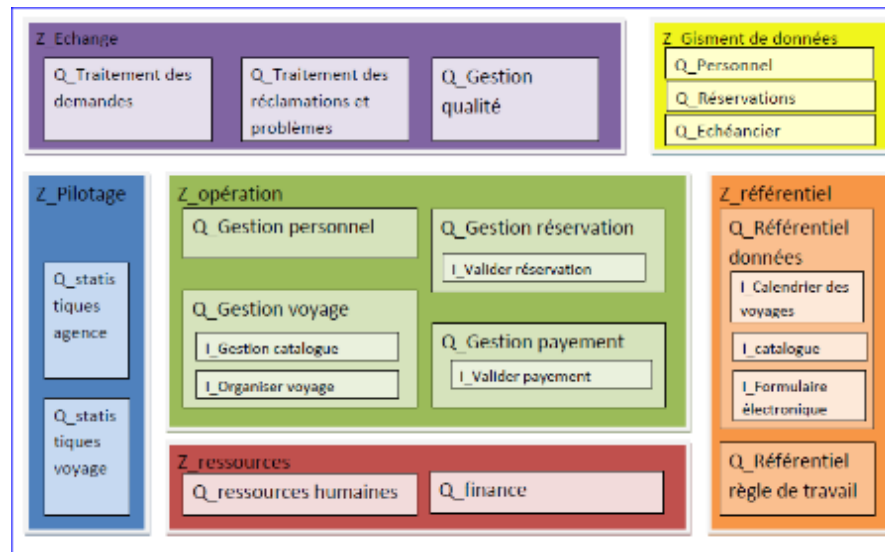 Z_Echange
Q_Traitement des
demandes
Q_Traitement des
réclamations et
problèmes
Q_Gestion
qualité
Z_Gisment de données
Q_Personnel
Q_Réservations
Q_Echéancier
Z_Pilotage
Q_statis
tiques
agence
Q_statis
tiques
voyage
Z_opération
Q_Gestion personnel
Q_Gestion réservation
I_Valider réservation
Q_Gestion voyage
I_Gestion catalogue
I_Organiser voyage
Q_Gestion payement
I_Valider payement
Z_référentiel
Q_Référentiel
données
I_Calendrier des
voyages
I_catalogue
I_Formulaire
électronique
Q_Référentiel
règle de travail
Z_ressources
Q_ressources humaines
Q_finance